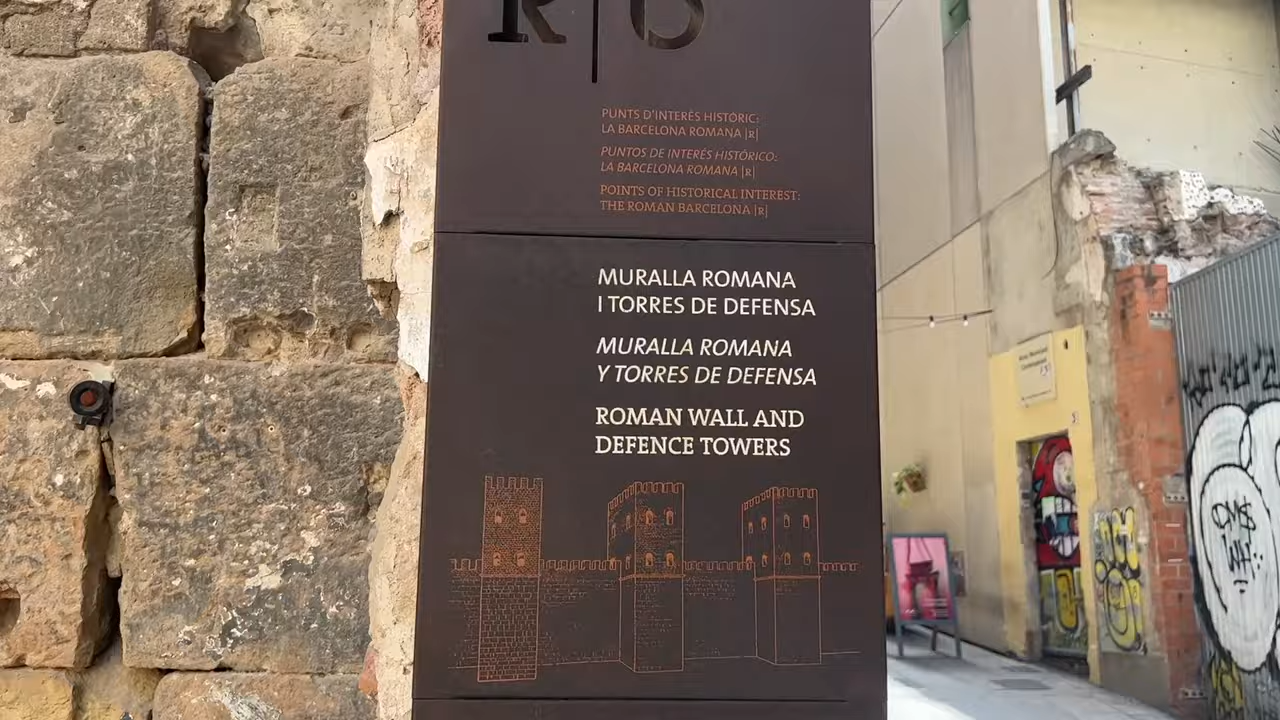 R|
PUNTS D'INTERÈS HISTÒRIC:
LA BARCELONA ROMANA |R|
PUNTOS DE INTERÉS HISTÓRICO:
LA BARCELONA ROMANA |R|
POINTS OF HISTORICAL INTEREST:
THE ROMAN BARCELONA |R|
MURALLA ROMANA
I TORRES DE DEFENSA
MURALLA ROMANA
Y TORRES DE DEFENSA
ROMAN WALL AND
DEFENCE TOWERS